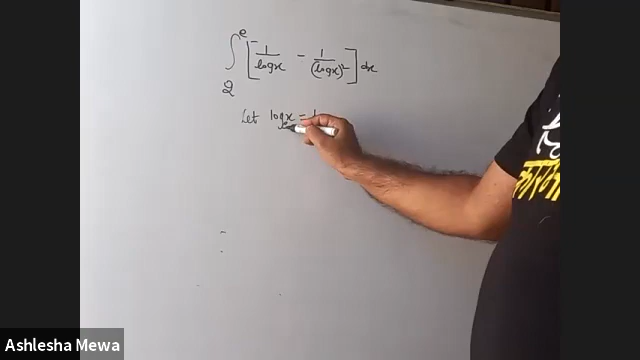 ∫₂ᵉ [1/logx − 1/(logx)²] dx
Let logx = t
Ashlesha Mewa